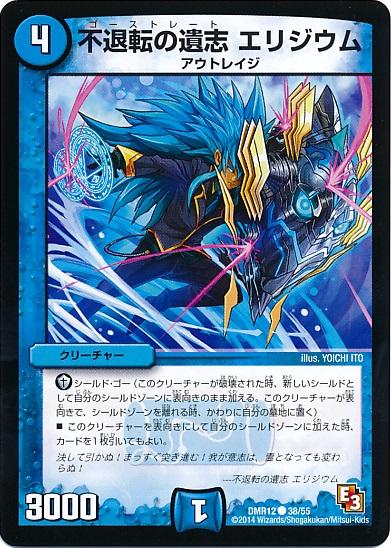 4
ゴーストレート
不退転の遺志 エリジウム
アウトレイジ
クリーチャー
illus. YOICHI ITO
シールド・ゴー(このクリーチャーが破壊された時、新しいシールドと
して自分のシールドゾーンに表向きのまま加える。このクリーチャーが表
向きで、シールドゾーンを離れる時、かわりに自分の墓地に置く)
■このカードを表向きにして自分のシールドゾーンに加えた時、
カードを1枚引いてもよい。
決して引かぬ!まっすぐ突き進む!我が意志は、霊となっても変わ
らぬ!
---不退転の遺志 エリジウム
3000
1
DMR12 38/55
©2014 Wizards/Shogakukan/Mitsui-Kids
E3